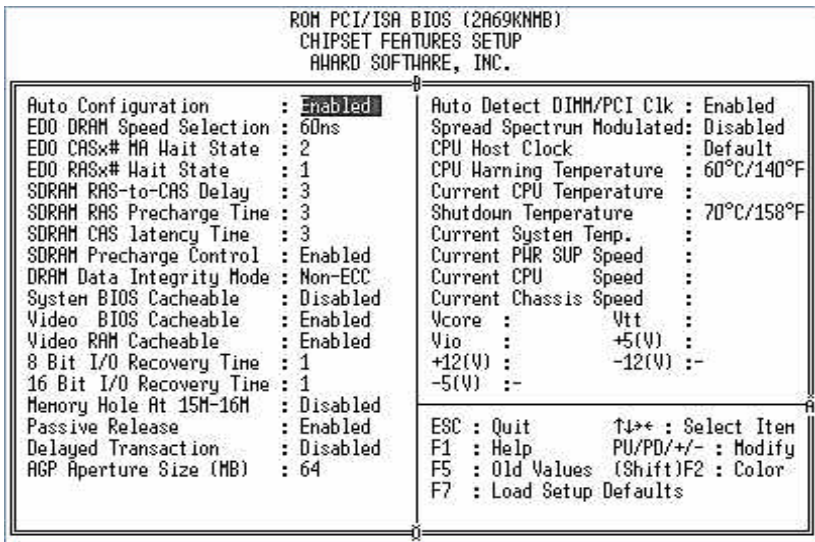 ROM PCI/ISA BIOS (2A69KNMB)
CHIPSET FEATURES SETUP
AWARD SOFTWARE, INC.
Auto Configuration : Enabled
EDO DRAM Speed Selection : 60ns
EDO CASx# MA Wait State : 2
EDO RASx# Wait State : 1
SDRAM RAS-to-CAS Delay : 3
SDRAM RAS Precharge Time : 3
SDRAM CAS latency Time : 3
SDRAM Precharge Control : Enabled
DRAM Data Integrity Mode : Non-ECC
System BIOS Cacheable : Disabled
Video BIOS Cacheable : Enabled
Video RAM Cacheable : Enabled
8 Bit I/O Recovery Time : 1
16 Bit I/O Recovery Time : 1
Memory Hole At 15M-16M : Disabled
Passive Release : Enabled
Delayed Transaction : Disabled
AGP Aperture Size (MB) : 64
Auto Detect DIMM/PCI Clk : Enabled
Spread Spectrum Modulated: Disabled
CPU Host Clock : Default
CPU Warning Temperature : 60°C/140°F
Current CPU Temperature :
Shutdown Temperature : 70°C/158°F
Current System Temp. :
Current PWR SUP Speed :
Current CPU Speed :
Current Chassis Speed :
Vcore : Vtt :
Vio : +5(V) :
+12(V) : -12(V) :-
-5(V) :-
ESC : Quit ↑↓→← : Select Item
F1 : Help PU/PD/+/- : Modify
F5 : Old Values (Shift)F2 : Color
F7 : Load Setup Defaults